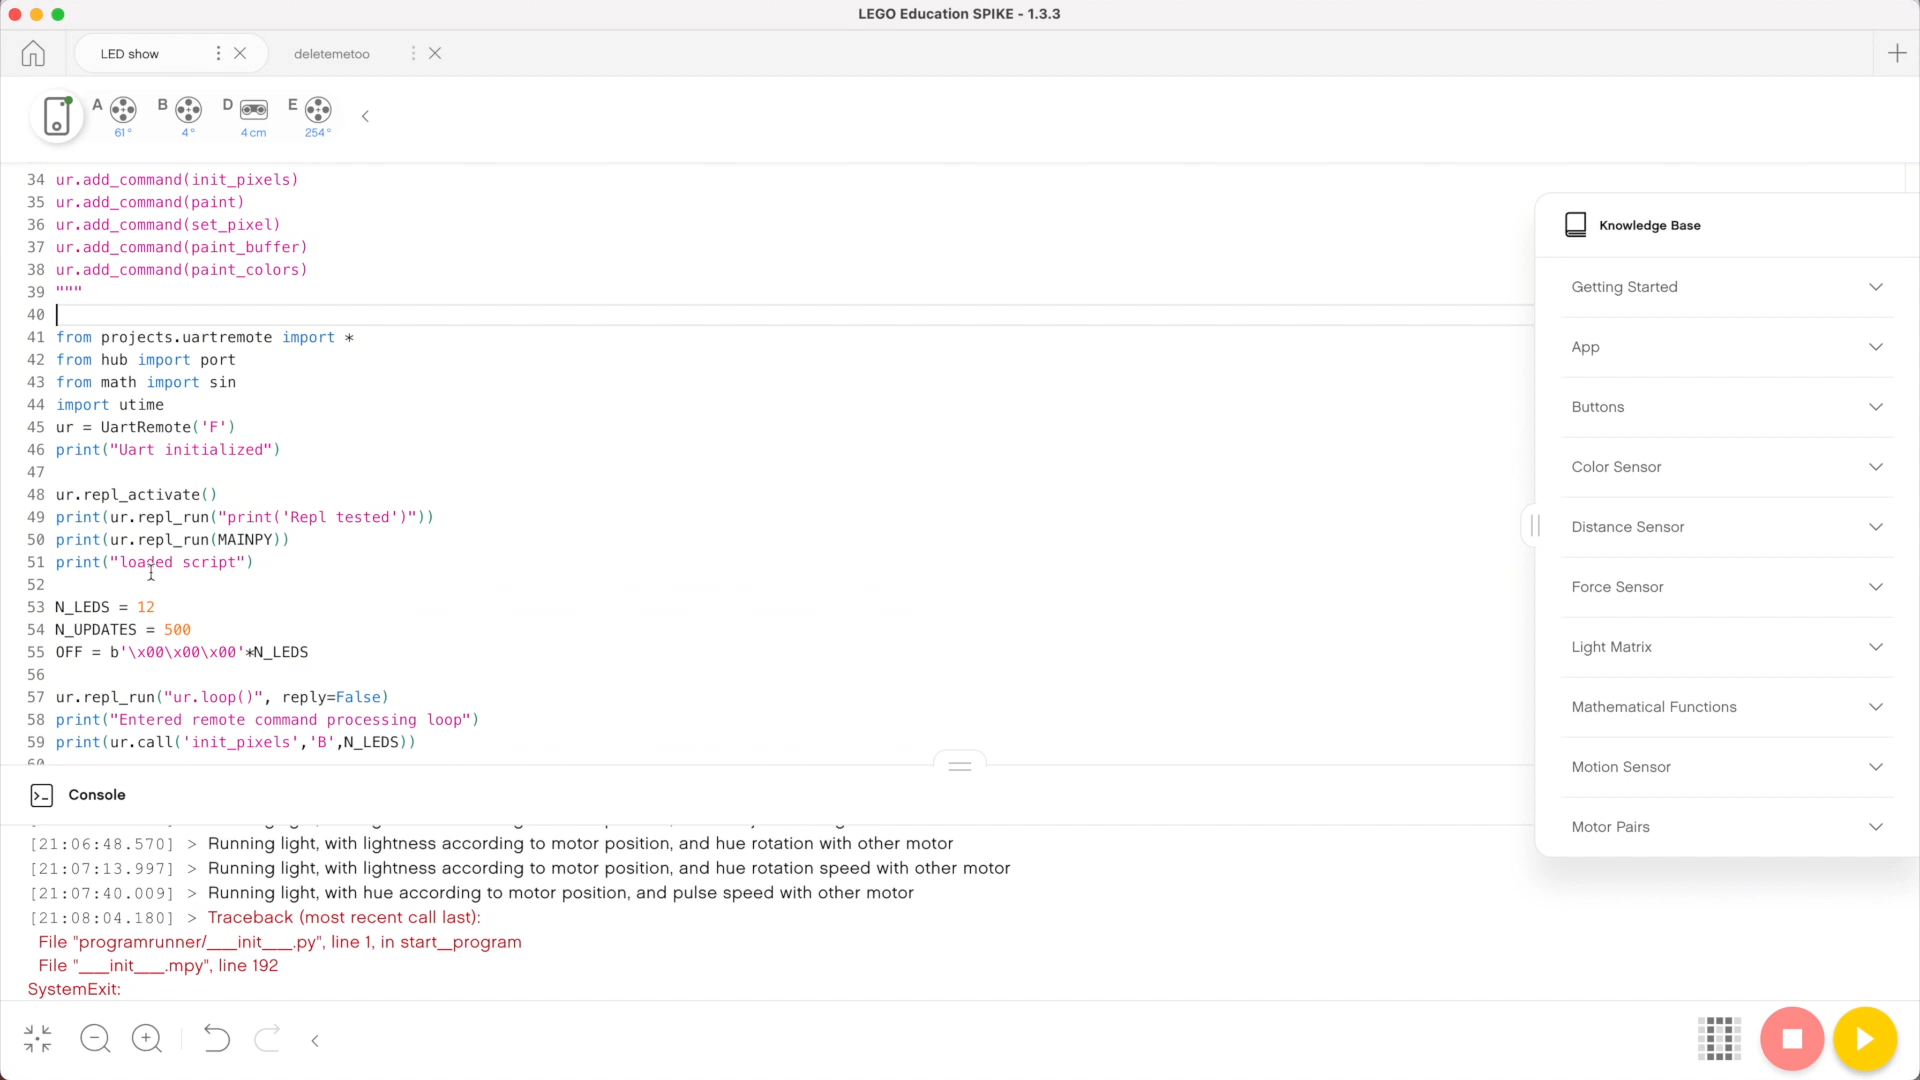 LEGO Education SPIKE - 1.3.3
LED show
deletemetoo
A B D E
61° 4° 4 cm 254°
34 ur.add_command(init_pixels)
35 ur.add_command(paint)
36 ur.add_command(set_pixel)
37 ur.add_command(paint_buffer)
38 ur.add_command(paint_colors)
39 """
40
41 from projects.uartremote import *
42 from hub import port
43 from math import sin
44 import utime
45 ur = UartRemote('F')
46 print("Uart initialized")
47
48 ur.repl_activate()
49 print(ur.repl_run("print('Repl tested')"))
50 print(ur.repl_run(MAINPY))
51 print("loaded script")
52
53 N_LEDS = 12
54 N_UPDATES = 500
55 OFF = b'\x00\x00\x00'*N_LEDS
56
57 ur.repl_run("ur.loop()", reply=False)
58 print("Entered remote command processing loop")
59 print(ur.call('init_pixels','B',N_LEDS))
60
Knowledge Base
Getting Started
App
Buttons
Color Sensor
Distance Sensor
Force Sensor
Light Matrix
Mathematical Functions
Motion Sensor
Motor Pairs
Console
[21:06:48.570] > Running light, with lightness according to motor position, and hue rotation with other motor
[21:07:13.997] > Running light, with lightness according to motor position, and hue rotation speed with other motor
[21:07:40.009] > Running light, with hue according to motor position, and pulse speed with other motor
[21:08:04.180] > Traceback (most recent call last):
File "programrunner/__init__.py", line 1, in start_program
File "__init__.mpy", line 192
SystemExit: